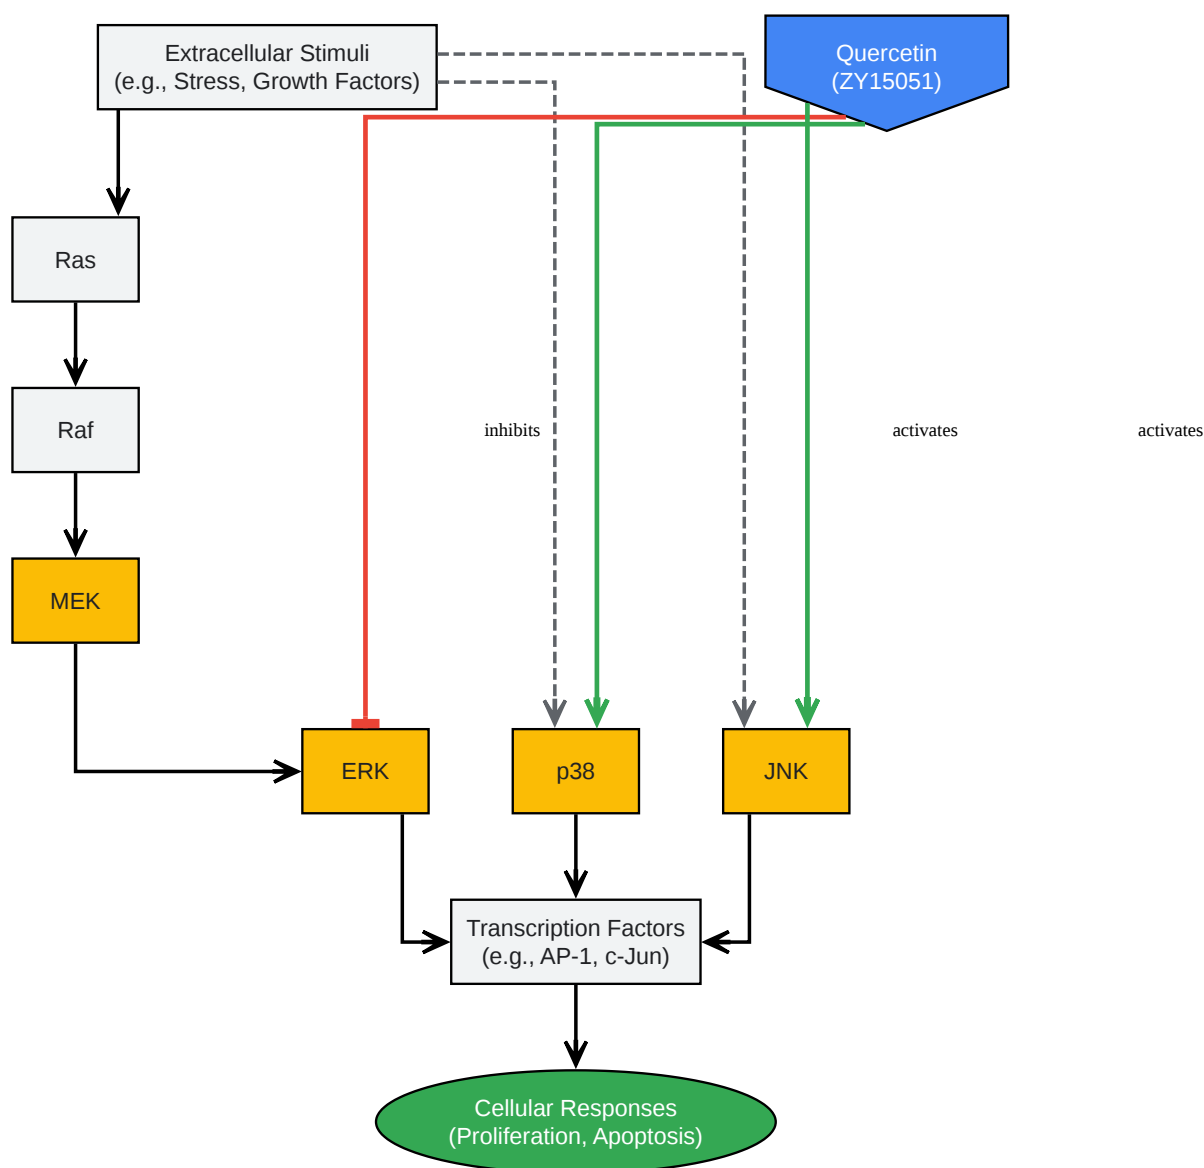 Extracellular Stimuli
(e.g., Stress, Growth Factors)
Quercetin
(ZY15051)
Ras
Raf
inhibits
activates
activates
MEK
ERK
p38
JNK
Transcription Factors
(e.g., AP-1, c-Jun)
Cellular Responses
(Proliferation, Apoptosis)